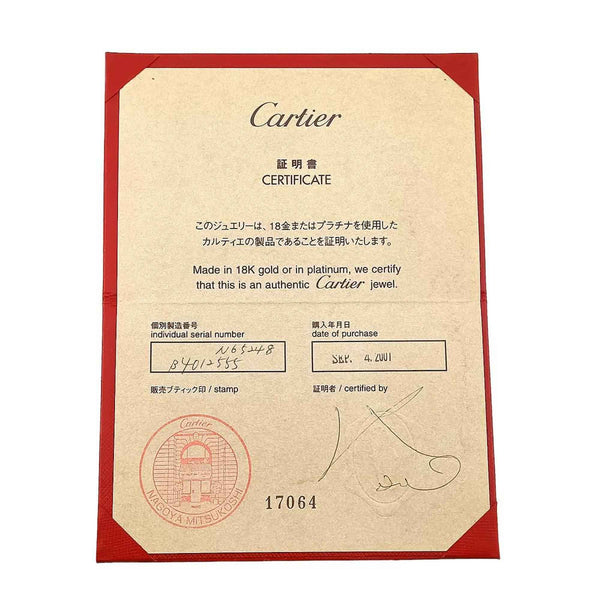 Cartier
証明書
CERTIFICATE
このジュエリーは、18金またはプラチナを使用した
カルティエの製品であることを証明いたします。
Made in 18K gold or in platinum, we certify
that this is an authentic Cartier jewel.
個別製造番号
individual serial number
N65248
B4012555
購入年月日
date of purchase
SEP. 4.2001
販売ブティック印 / stamp
証明者 / certified by
Cartier
NAGOYA MITSUKOSHI
17064